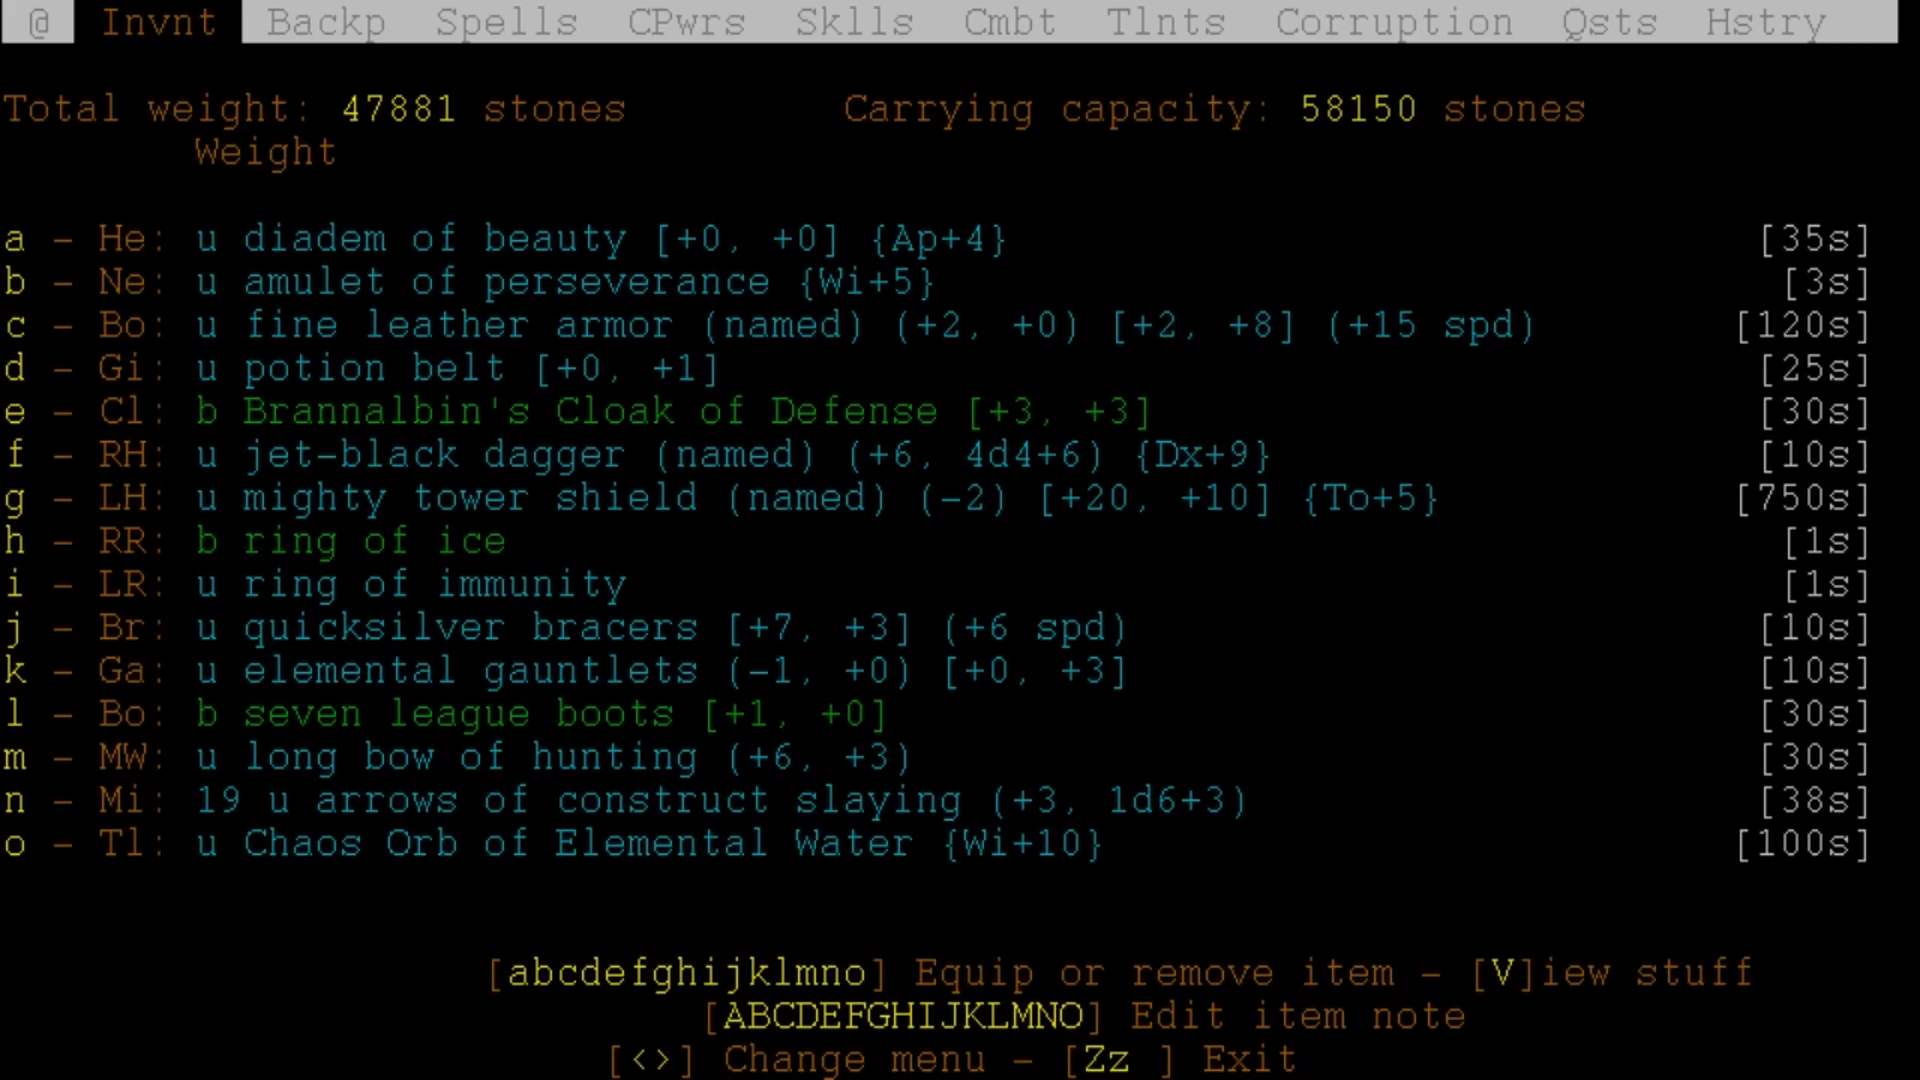 @ Invnt Backp Spells CPwrs Sklls Cmbt Tlnts Corruption Qsts Hstry
Total weight: 47881 stones Carrying capacity: 58150 stones
Weight
a - He: u diadem of beauty [+0, +0] {Ap+4} [35s]
b - Ne: u amulet of perseverance {Wi+5} [3s]
c - Bo: u fine leather armor (named) (+2, +0) [+2, +8] (+15 spd) [120s]
d - Gi: u potion belt [+0, +1] [25s]
e - Cl: b Brannalbin's Cloak of Defense [+3, +3] [30s]
f - RH: u jet-black dagger (named) (+6, 4d4+6) {Dx+9} [10s]
g - LH: u mighty tower shield (named) (-2) [+20, +10] {To+5} [750s]
h - RR: b ring of ice [1s]
i - LR: u ring of immunity [1s]
j - Br: u quicksilver bracers [+7, +3] (+6 spd) [10s]
k - Ga: u elemental gauntlets (-1, +0) [+0, +3] [10s]
l - Bo: b seven league boots [+1, +0] [30s]
m - MW: u long bow of hunting (+6, +3) [30s]
n - Mi: 19 u arrows of construct slaying (+3, 1d6+3) [38s]
o - Tl: u Chaos Orb of Elemental Water {Wi+10} [100s]
[abcdefghijklmno] Equip or remove item - [V]iew stuff
[ABCDEFGHIJKLMNO] Edit item note
[<>] Change menu - [Zz ] Exit